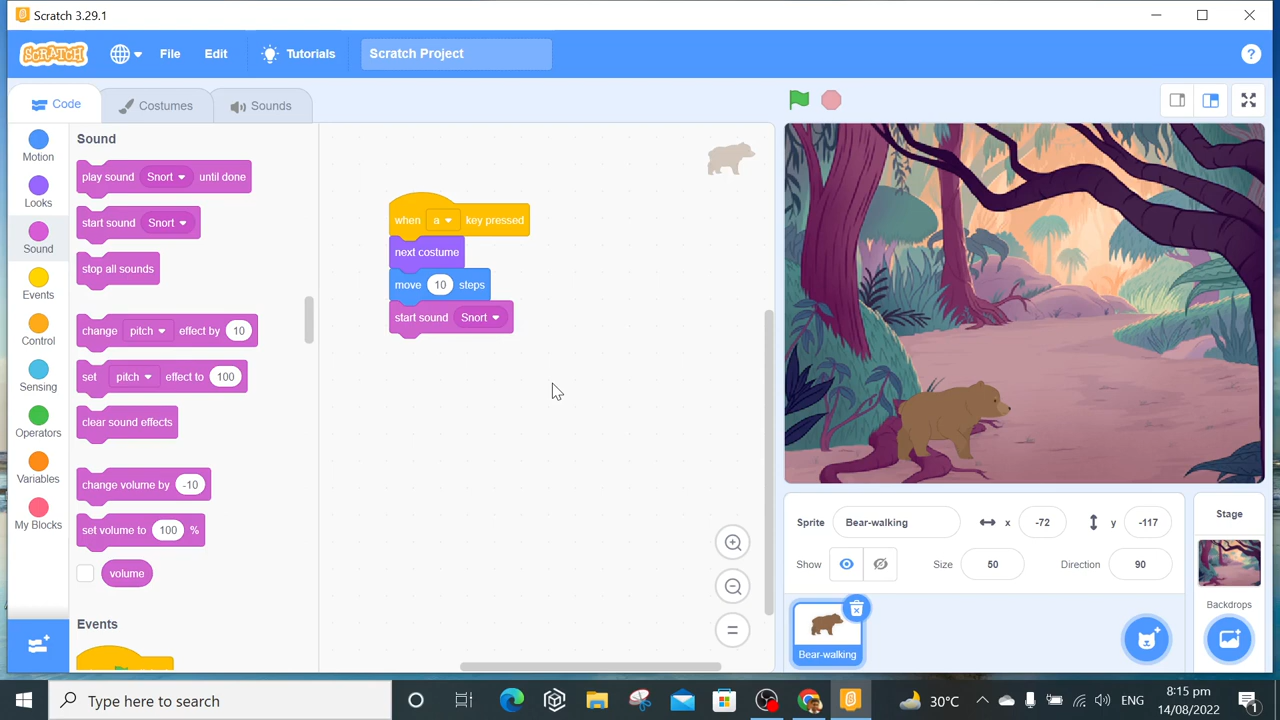 Scratch 3.29.1
SCRATCH
File
Edit
Tutorials
Scratch Project
?
Code
Costumes
Sounds
Motion
Looks
Sound
Events
Control
Sensing
Operators
Variables
My Blocks
Sound
play sound Snort until done
start sound Snort
stop all sounds
change pitch effect by 10
set pitch effect to 100
clear sound effects
change volume by -10
set volume to 100 %
volume
Events
when a key pressed
next costume
move 10 steps
start sound Snort
Sprite Bear-walking x -72 y -117
Show Size 50 Direction 90
Bear-walking
Stage
Backdrops
Type here to search
30°C
ENG
8:15 pm
14/08/2022
1